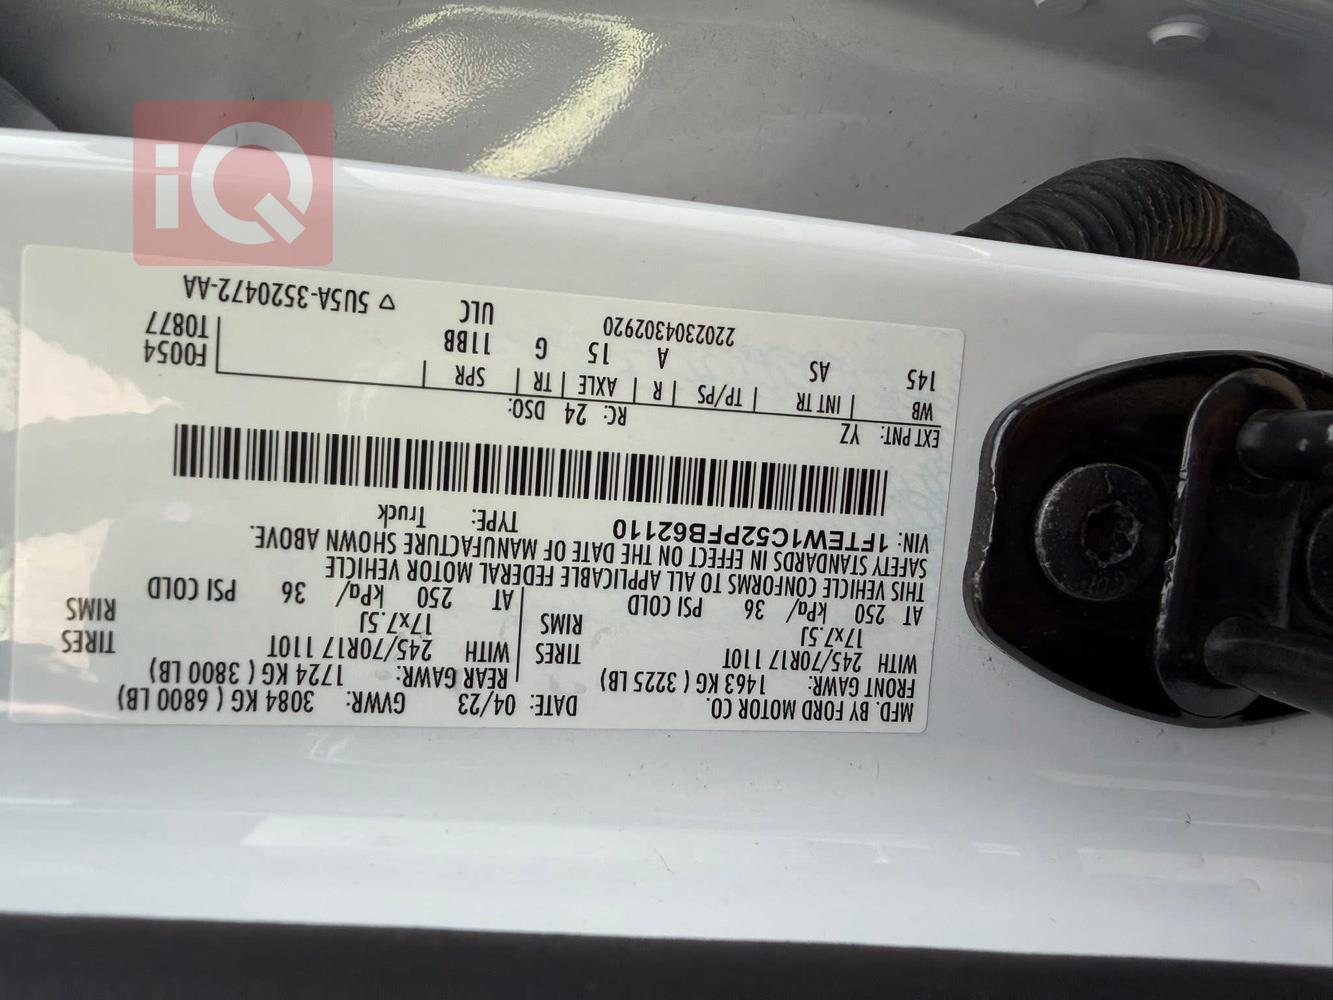 iQ
MFD. BY FORD MOTOR CO. DATE: 04/23 GVWR: 3084 KG ( 6800 LB)
FRONT GAWR: 1463 KG ( 3225 LB) REAR GAWR: 1724 KG ( 3800 LB)
WITH 245/70R17 110T TIRES WITH 245/70R17 110T TIRES
17x7.5J RIMS 17x7.5J RIMS
AT 250 kPa/ 36 PSI COLD AT 250 kPa/ 36 PSI COLD
THIS VEHICLE CONFORMS TO ALL APPLICABLE FEDERAL MOTOR VEHICLE
SAFETY STANDARDS IN EFFECT ON THE DATE OF MANUFACTURE SHOWN ABOVE.
VIN: 1FTEW1C52PFB62110 TYPE: Truck
EXT PNT: YZ RC: 24 DSO: F0054
WB | INT TR | TP/PS | R | AXLE | TR | SPR | T0877
145 AS A 15 G 11BB
2202304302920 ULC ▽ 5U5A-3520472-AA